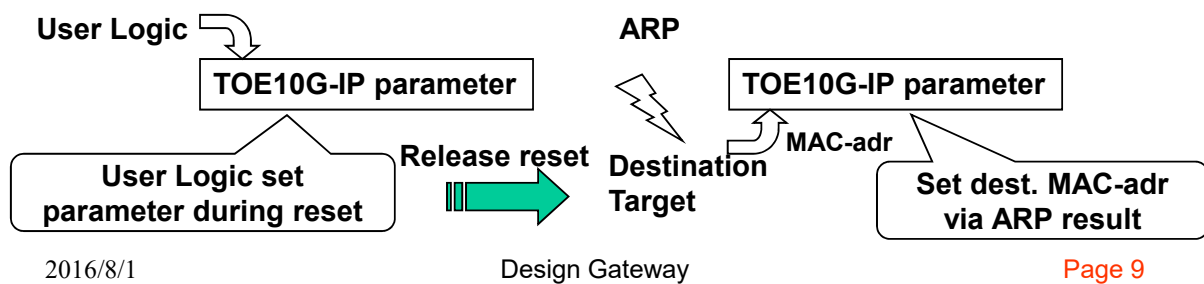 User Logic
TOE10G-IP parameter
User Logic set
parameter during reset
Release reset
ARP
Destination
Target
MAC-adr
TOE10G-IP parameter
Set dest. MAC-adr
via ARP result
2016/8/1
Design Gateway
Page 9